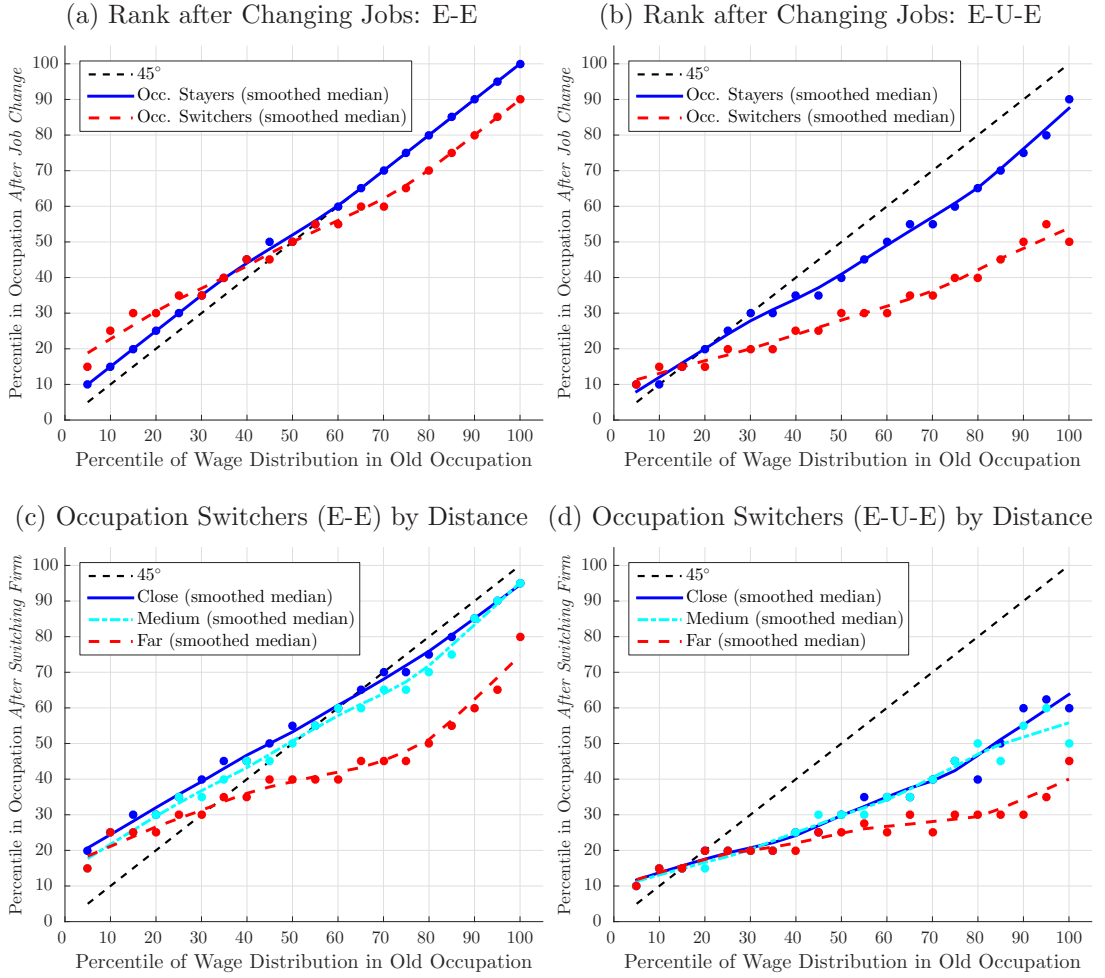 (a) Rank after Changing Jobs: E-E
(b) Rank after Changing Jobs: E-U-E
Percentile in Occupation After Job Change
100
90
80
70
60
50
40
30
20
10
0
45°
Occ. Stayers (smoothed median)
Occ. Switchers (smoothed median)
0 10 20 30 40 50 60 70 80 90 100
Percentile of Wage Distribution in Old Occupation
Percentile in Occupation After Job Change
100
90
80
70
60
50
40
30
20
10
0
45°
Occ. Stayers (smoothed median)
Occ. Switchers (smoothed median)
0 10 20 30 40 50 60 70 80 90 100
Percentile of Wage Distribution in Old Occupation
(c) Occupation Switchers (E-E) by Distance
(d) Occupation Switchers (E-U-E) by Distance
Percentile in Occupation After Switching Firm
100
90
80
70
60
50
40
30
20
10
0
45°
Close (smoothed median)
Medium (smoothed median)
Far (smoothed median)
0 10 20 30 40 50 60 70 80 90 100
Percentile of Wage Distribution in Old Occupation
Percentile in Occupation After Switching Firm
100
90
80
70
60
50
40
30
20
10
0
45°
Close (smoothed median)
Medium (smoothed median)
Far (smoothed median)
0 10 20 30 40 50 60 70 80 90 100
Percentile of Wage Distribution in Old Occupation